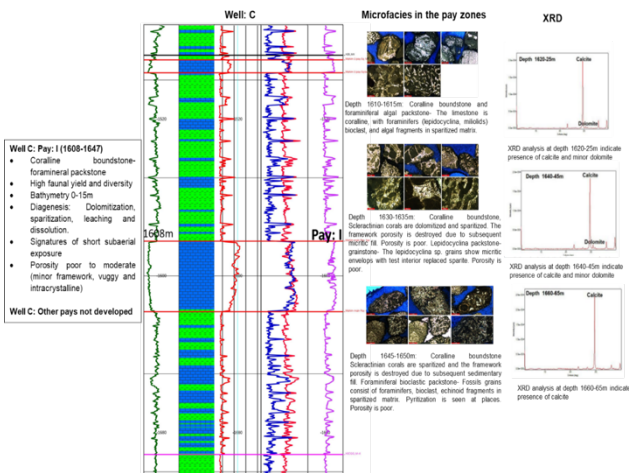 Well: C
Microfacies in the pay zones
XRD
Well C: Pay: I (1608-1647)
• Coralline boundstone-
foramineral packstone
• High faunal yield and diversity
• Bathymetry 0-15m
• Diagenesis: Dolomitization,
sparitization, leaching and
dissolution.
• Signatures of short subaerial
exposure
• Porosity poor to moderate
(minor framework, vuggy and
intracrystalline)
Well C: Other pays not developed
1608m
Pay: I
Depth 1610-1615m: Coralline boundstone and
foraminiferal algal packstone- The limestone is
coralline, with foraminifers (lepidocyclina, miliolids)
bioclast, and algal fragments in sparitized matrix.
Depth 1630-1635m: Coralline boundstone,
Scleractinian corals are dolomitized and sparitized. The
framework porosity is destroyed due to subsequent
micritic fill. Porosity is poor. Lepidocyclina packstone-
grainstone- The lepidocyclina sp. grains show micritic
envelops with test interior replaced sparite. Porosity is
poor.
Depth 1645-1650m: Coralline boundstone
Scleractinian corals are sparitized and the framework
porosity is destroyed due to subsequent sedimentary
fill. Foraminiferal bioclastic packstone- Fossils grains
consist of foraminifers, bioclast, echinod fragments in
sparitized matrix. Pyritization is seen at places.
Porosity is poor.
Depth 1620-25m
Calcite
Dolomite
XRD analysis at depth 1620-25m indicate
presence of calcite and minor dolomite
Depth 1640-45m
Calcite
Dolomite
XRD analysis at depth 1640-45m indicate
presence of calcite and minor dolomite
Depth 1660-65m
Calcite
XRD analysis at depth 1660-65m indicate
presence of calcite